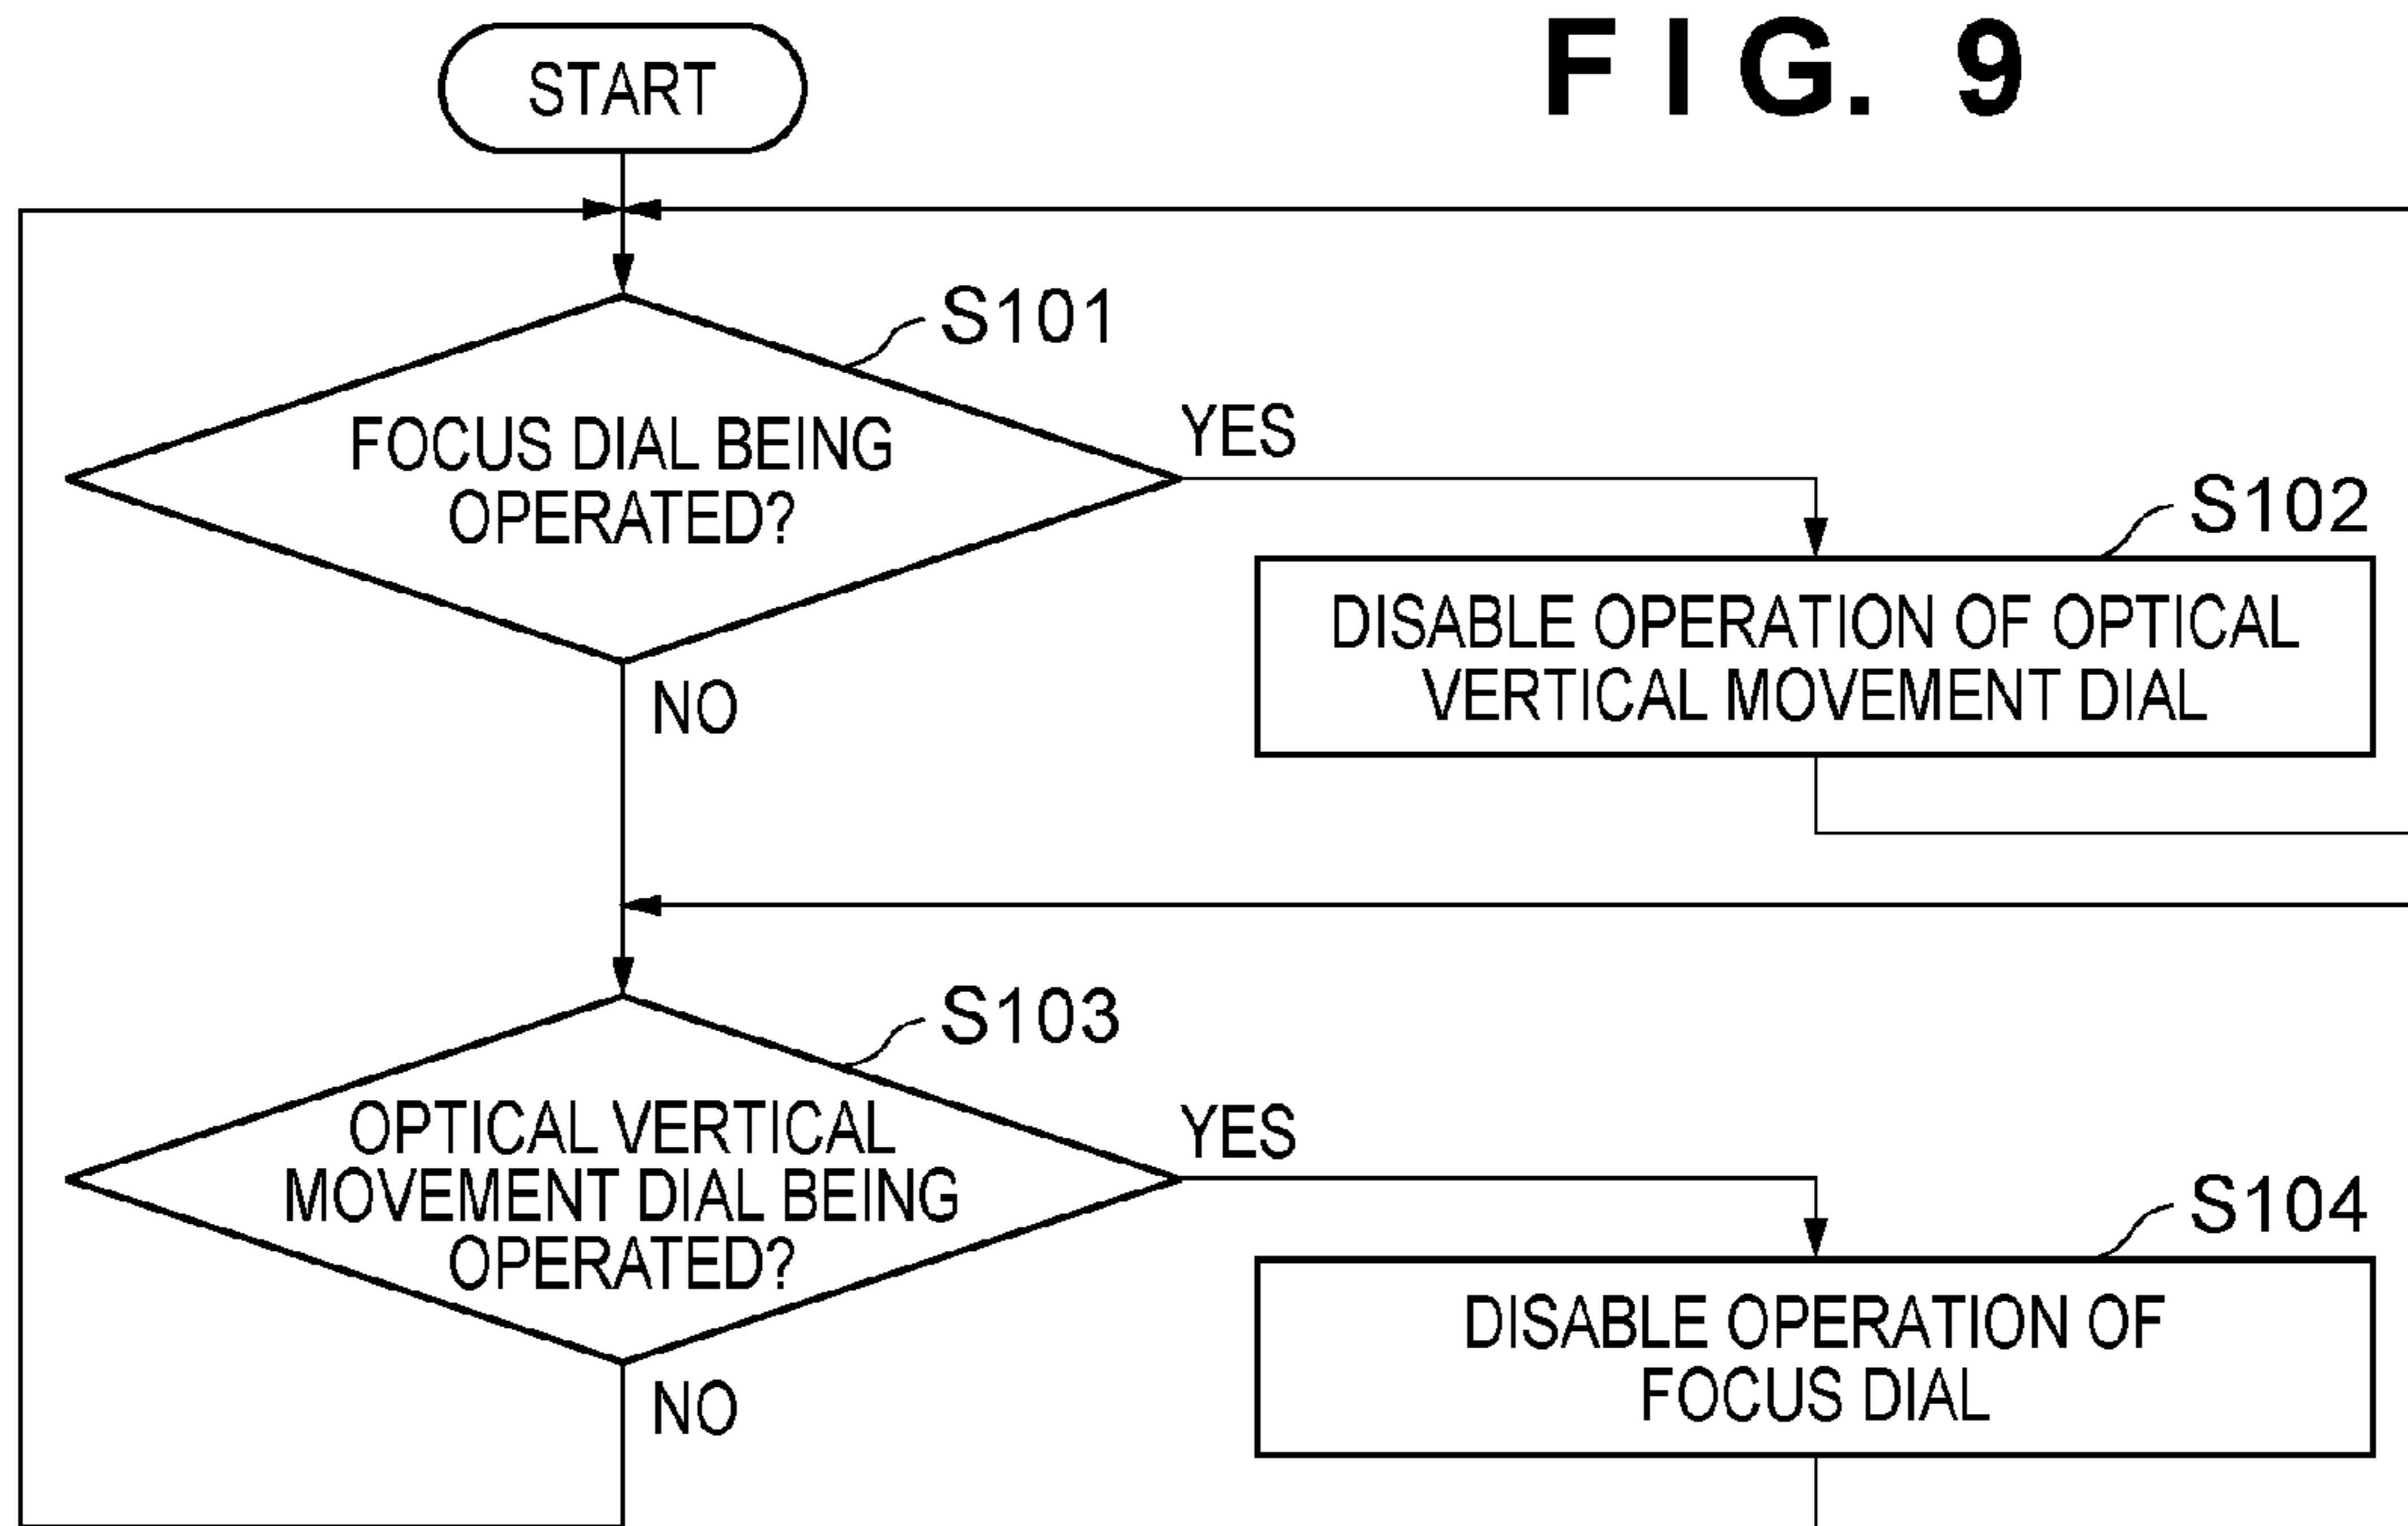 FIG. 9
START
S101
FOCUS DIAL BEING
OPERATED?
YES
NO
S102
DISABLE OPERATION OF OPTICAL
VERTICAL MOVEMENT DIAL
S103
OPTICAL VERTICAL
MOVEMENT DIAL BEING
OPERATED?
YES
NO
S104
DISABLE OPERATION OF
FOCUS DIAL